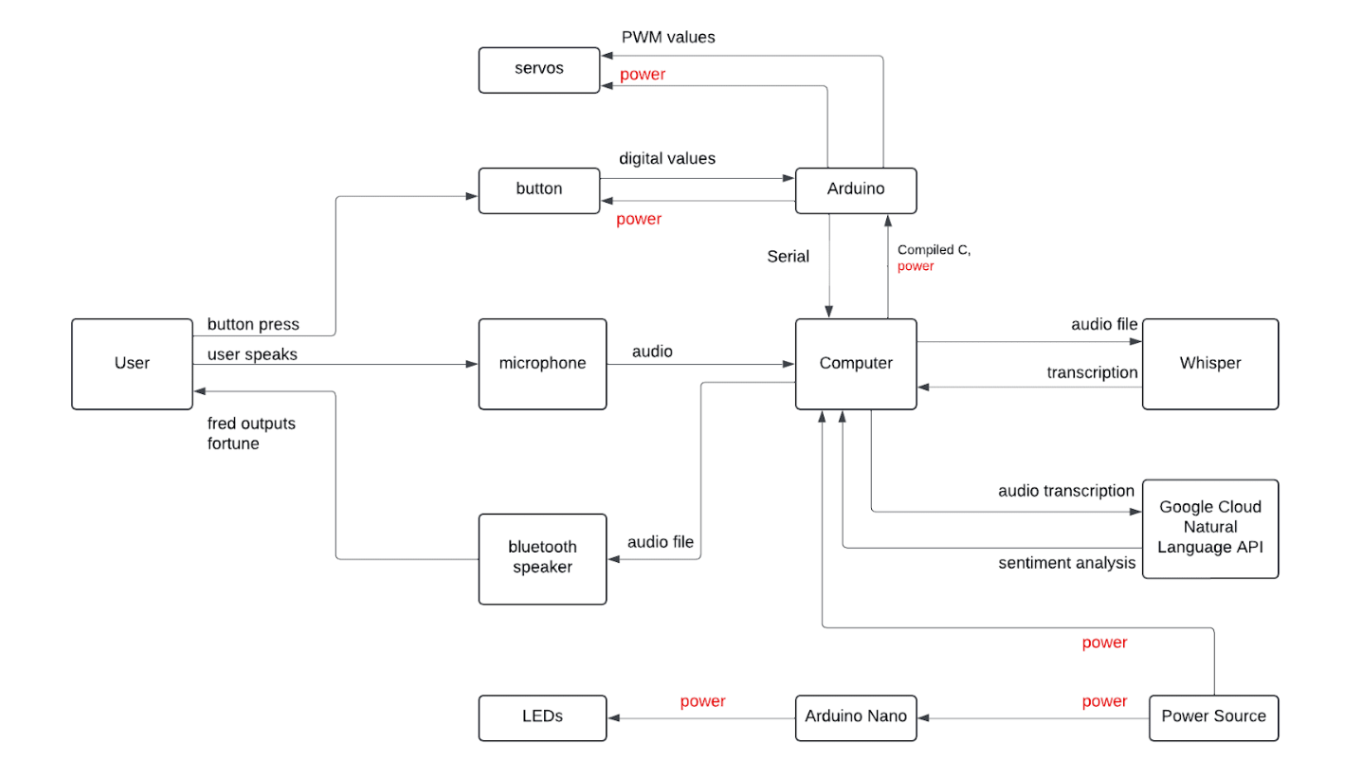 PWM values
servos
power
digital values
button
Arduino
power
Serial
Compiled C,
power
button press
audio file
user speaks
audio
User
microphone
Computer
Whisper
transcription
fred outputs
fortune
audio transcription
Google Cloud
Natural
Language API
bluetooth
speaker
audio file
sentiment analysis
power
power
power
LEDs
Arduino Nano
Power Source